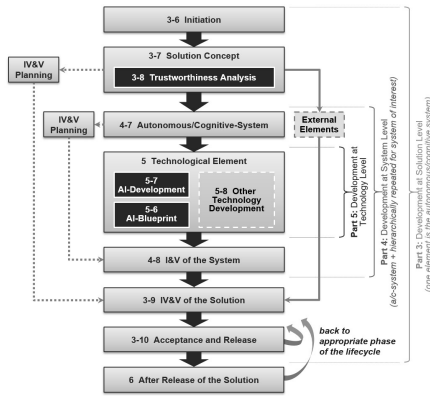 3-6 Initiation
3-7 Solution Concept
3-8 Trustworthiness Analysis
IV&V
Planning
IV&V
Planning
4-7 Autonomous/Cognitive-System
External
Elements
5 Technological Element
5-7
AI-Development
5-6
AI-Blueprint
5-8 Other
Technology
Development
4-8 I&V of the System
3-9 IV&V of the Solution
3-10 Acceptance and Release
6 After Release of the Solution
back to
appropriate phase
of the lifecycle
Part 5: Development at
Technology Level
Part 4: Development at System Level
(a/c-system + hierarchically repeated for system of interest)
Part 3: Development at Solution Level
(one element is the autonomous/cognitive system)